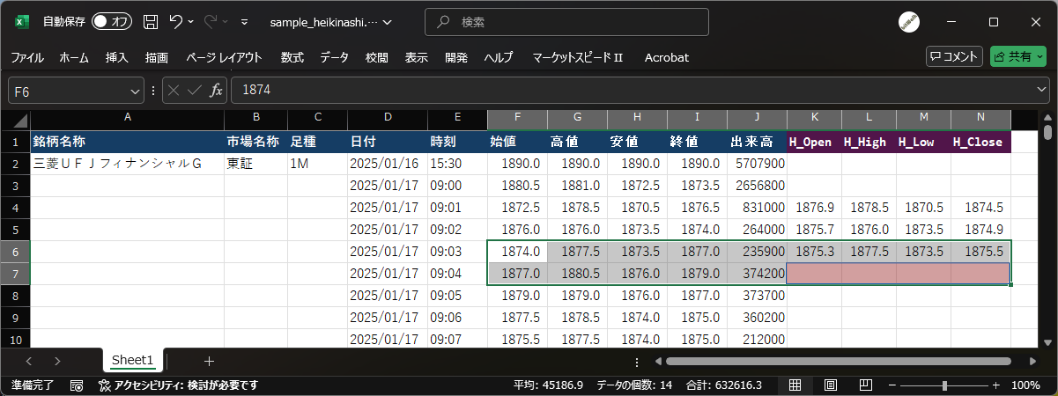 自動保存 オフ sample_heikinashi.… 検索
ファイル ホーム 挿入 描画 ページ レイアウト 数式 データ 校閲 表示 開発 ヘルプ マーケットスピード II Acrobat コメント 共有
F6 fx 1874
A B C D E F G H I J K L M N
1 銘柄名称 市場名称 足種 日付 時刻 始値 高値 安値 終値 出来高 H_Open H_High H_Low H_Close
2 三菱ＵＦＪフィナンシャルＧ 東証 1M 2025/01/16 15:30 1890.0 1890.0 1890.0 1890.0 5707900
3 2025/01/17 09:00 1880.5 1881.0 1872.5 1873.5 2656800
4 2025/01/17 09:01 1872.5 1878.5 1870.5 1876.5 831000 1876.9 1878.5 1870.5 1874.5
5 2025/01/17 09:02 1876.0 1876.0 1873.5 1874.0 264000 1875.7 1876.0 1873.5 1874.9
6 2025/01/17 09:03 1874.0 1877.5 1873.5 1877.0 235900 1875.3 1877.5 1873.5 1875.5
7 2025/01/17 09:04 1877.0 1880.5 1876.0 1879.0 374200
8 2025/01/17 09:05 1879.0 1879.0 1876.0 1877.0 373700
9 2025/01/17 09:06 1877.5 1878.5 1874.0 1875.0 360200
10 2025/01/17 09:07 1875.5 1877.5 1874.0 1875.0 212000
Sheet1
準備完了 アクセシビリティ: 検討が必要です 平均: 45186.9 データの個数: 14 合計: 632616.3 100%